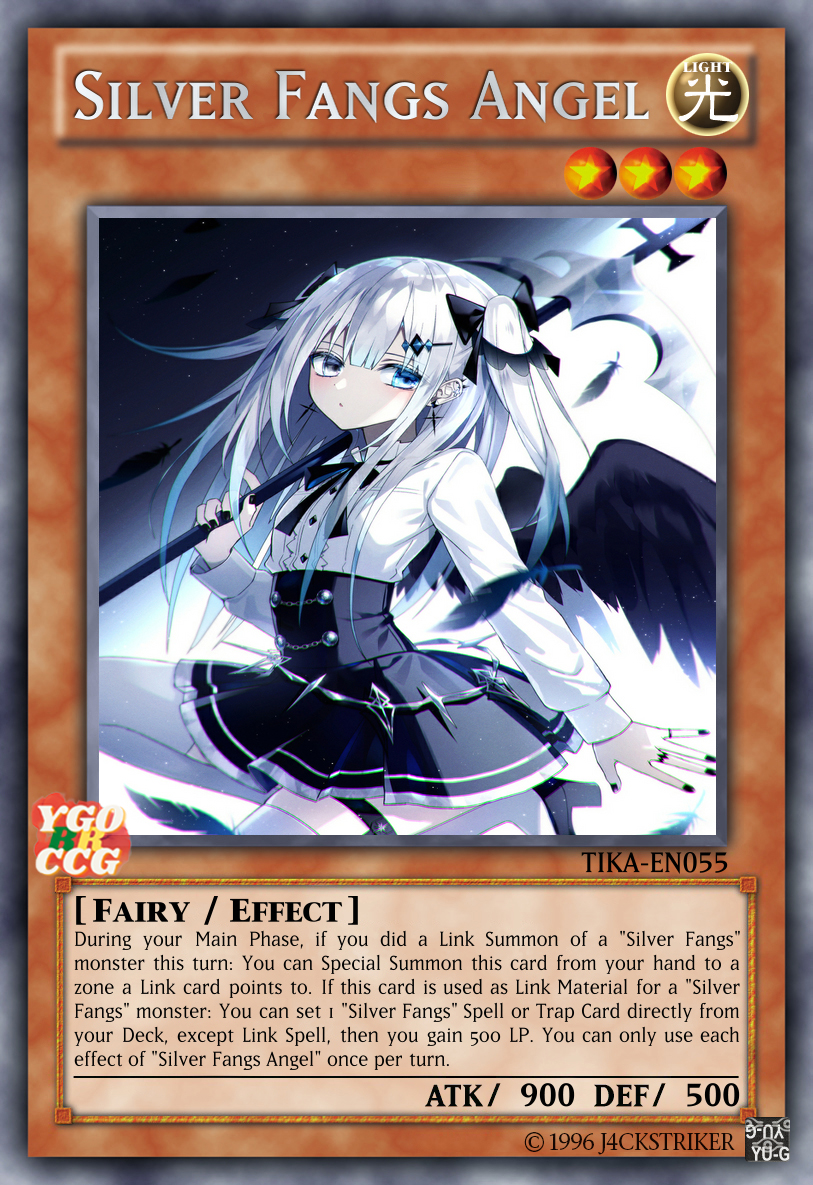 Silver Fangs Angel
LIGHT
光
TIKA-EN055
YGO
RR
CCG
[ Fairy / Effect ]
During your Main Phase, if you did a Link Summon of a "Silver Fangs"
monster this turn: You can Special Summon this card from your hand to a
zone a Link card points to. If this card is used as Link Material for a "Silver
Fangs" monster: You can set 1 "Silver Fangs" Spell or Trap Card directly from
your Deck, except Link Spell, then you gain 500 LP. You can only use each
effect of "Silver Fangs Angel" once per turn.
ATK/ 900 DEF/ 500
© 1996 J4CKSTRIKER
YU-G
YU-G